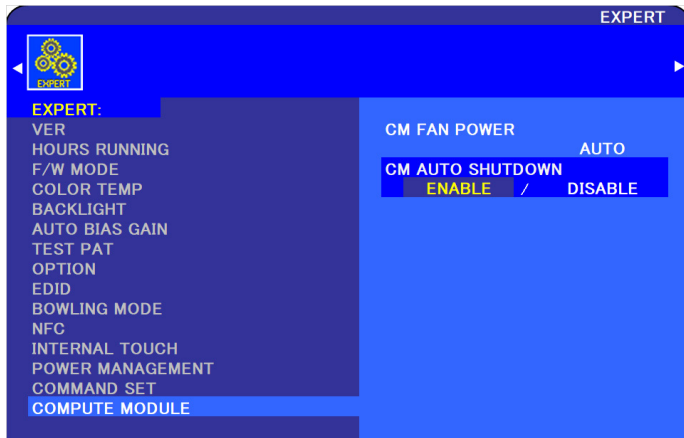 EXPERT
EXPERT
EXPERT:
VER
HOURS RUNNING
F/W MODE
COLOR TEMP
BACKLIGHT
AUTO BIAS GAIN
TEST PAT
OPTION
EDID
BOWLING MODE
NFC
INTERNAL TOUCH
POWER MANAGEMENT
COMMAND SET
COMPUTE MODULE
CM FAN POWER
AUTO
CM AUTO SHUTDOWN
ENABLE / DISABLE